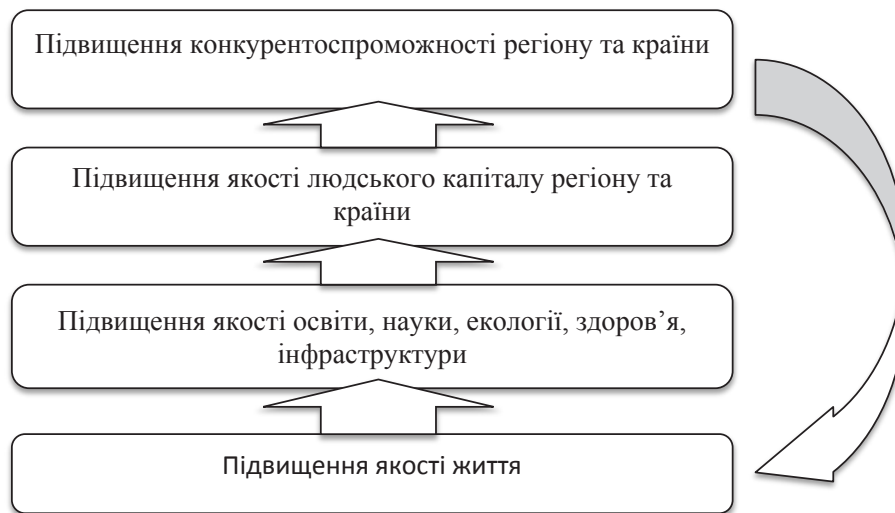 Підвищення конкурентоспроможності регіону та країни
Підвищення якості людського капіталу регіону та
країни
Підвищення якості освіти, науки, екології, здоров’я,
інфраструктури
Підвищення якості життя